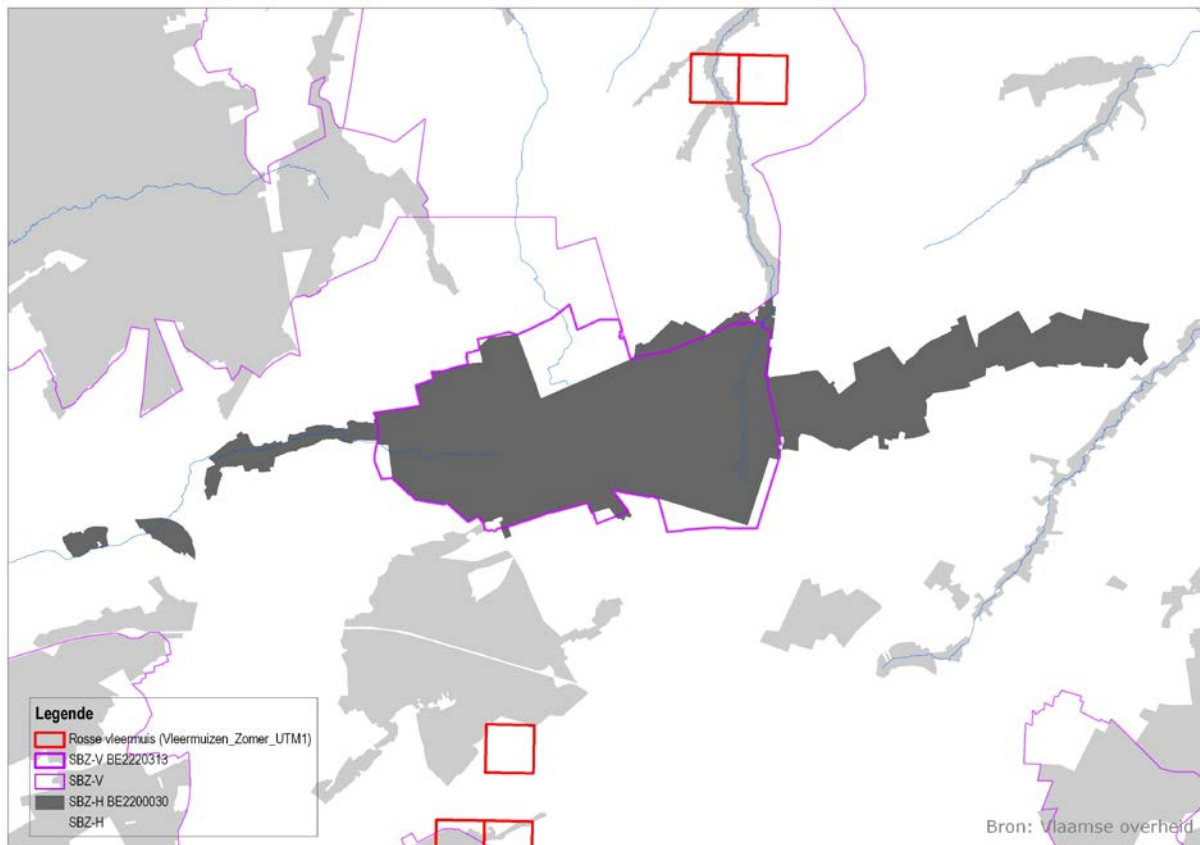 Legende
Rosse vleermuis (Vleermuizen_Zomer_UTM1)
SBZ-V BE2220313
SBZ-V
SBZ-H BE2200030
SBZ-H
Bron: Vlaamse overheid